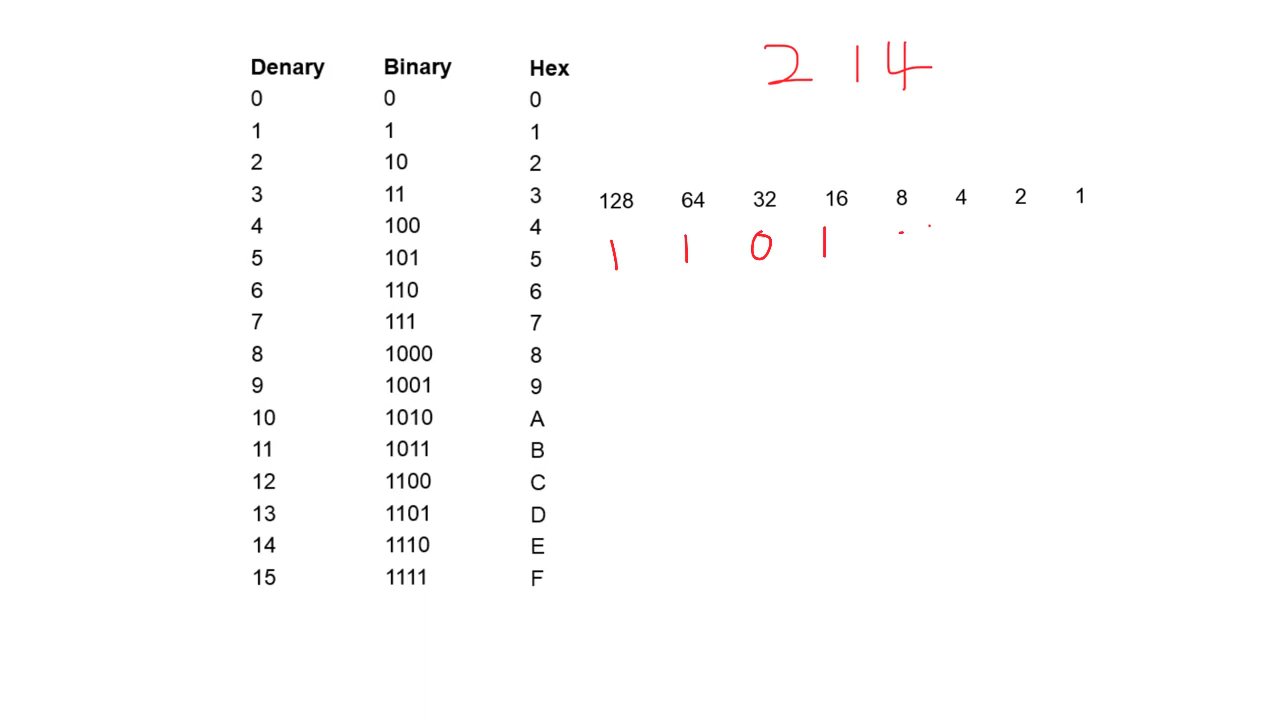 214
Denary Binary Hex
0 0 0
1 1 1
2 10 2
3 11 3
128 64 32 16 8 4 2 1
4 100 4
1 1 0 1
5 101 5
6 110 6
7 111 7
8 1000 8
9 1001 9
10 1010 A
11 1011 B
12 1100 C
13 1101 D
14 1110 E
15 1111 F